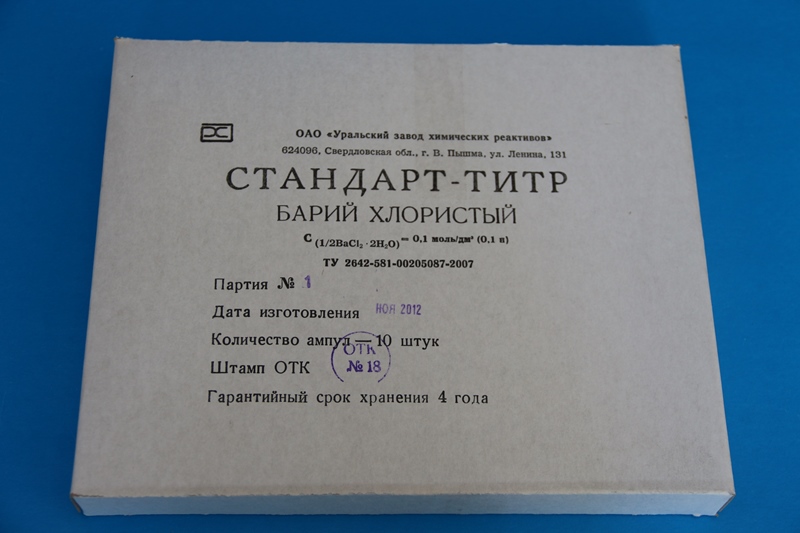 ОАО «Уральский завод химических реактивов»
624096, Свердловская обл., г. В. Пышма, ул. Ленина, 131
СТАНДАРТ-ТИТР
БАРИЙ ХЛОРИСТЫЙ
С (1/2BaCl₂ · 2H₂O) = 0,1 моль/дм³ (0,1 н)
ТУ 2642-581-00205087-2007
Партия № 1
Дата изготовления НОЯ 2012
Количество ампул — 10 штук
ОТК
Штамп ОТК № 18
Гарантийный срок хранения 4 года